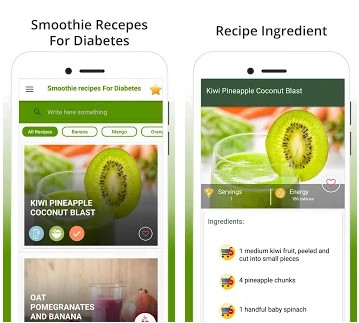 Smoothie Recepes
For Diabetes
Smoothie recipes For Diabetes
Write here something
All Recipes
Banana
Mango
Orang
KIWI PINEAPPLE
COCONUT BLAST
OAT
POMEGRANATES
AND BANANA
Recipe Ingredient
Kiwi Pineapple Coconut Blast
Servings
1
Energy
186 calories
Ingredients:
1 medium kiwi fruit, peeled and
cut into small pieces
4 pineapple chunks
1 handful baby spinach